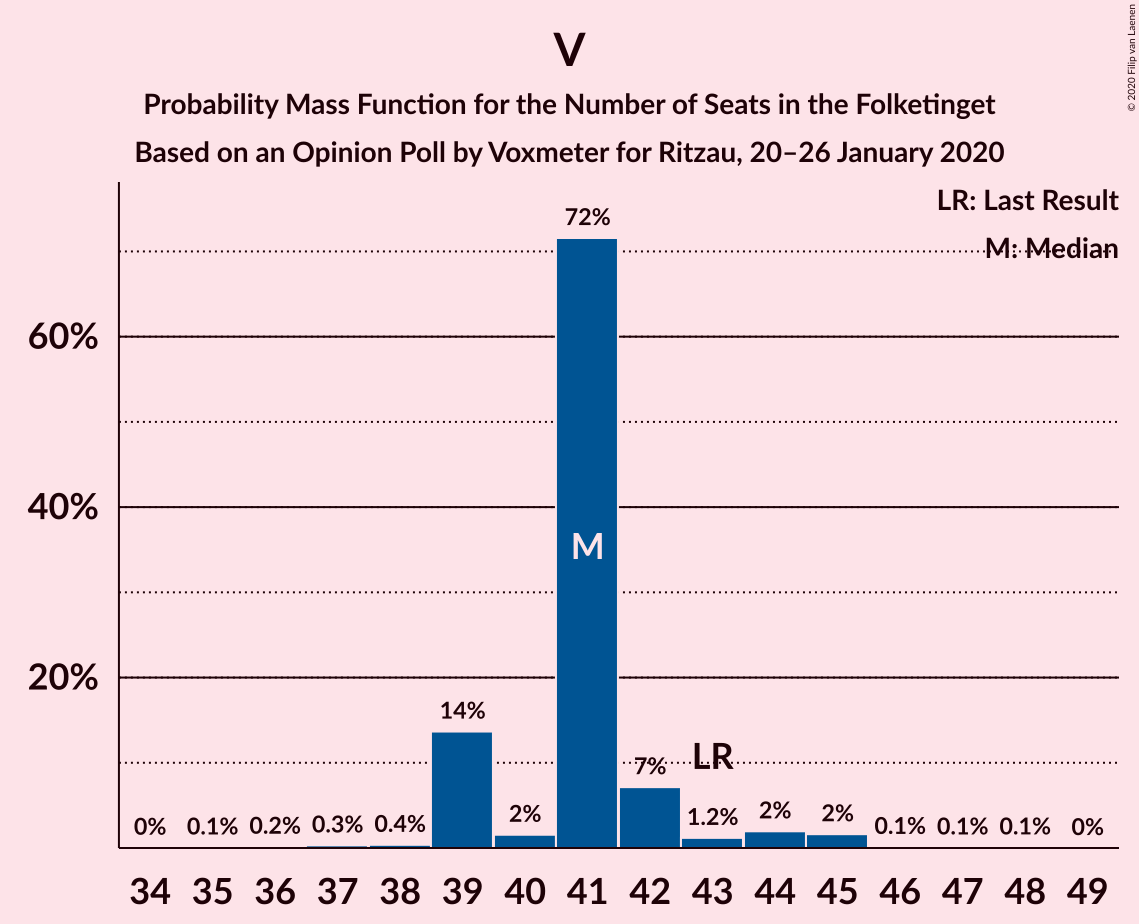 V
Probability Mass Function for the Number of Seats in the Folketinget
Based on an Opinion Poll by Voxmeter for Ritzau, 20–26 January 2020
© 2020 Filip van Laenen
LR: Last Result
M: Median
72%
60%
40%
M
20%
14%
LR
7%
2%
1.2%
2%
2%
0%
0.1%
0.2%
0.3%
0.4%
0.1%
0.1%
0.1%
0%
34 35 36 37 38 39 40 41 42 43 44 45 46 47 48 49